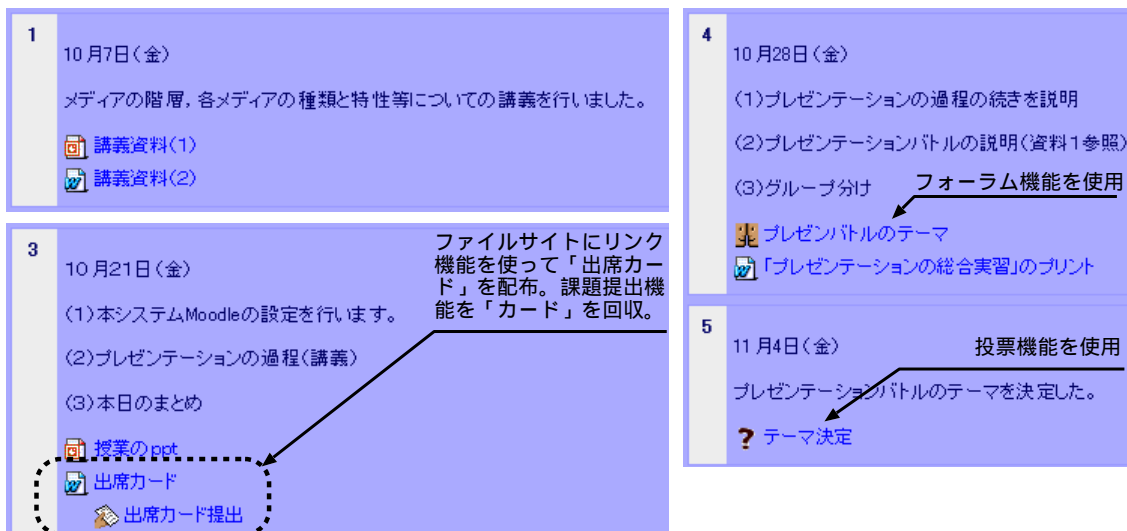 1
10月7日(金)
メディアの階層,各メディアの種類と特性等についての講義を行いました。
講義資料(1)
講義資料(2)
3
10月21日(金)
(1)本システムMoodleの設定を行います。
(2)プレゼンテーションの過程(講義)
(3)本日のまとめ
授業のppt
出席カード
出席カード提出
ファイルサイトにリンク
機能を使って「出席カー
ド」を配布。課題提出機
能を「カード」を回収。
4
10月28日(金)
(1)プレゼンテーションの過程の続きを説明
(2)プレゼンテーションバトルの説明(資料1参照)
(3)グループ分け
フォーラム機能を使用
プレゼンバトルのテーマ
「プレゼンテーションの総合実習」のプリント
5
11月4日(金)
投票機能を使用
プレゼンテーションバトルのテーマを決定した。
テーマ決定